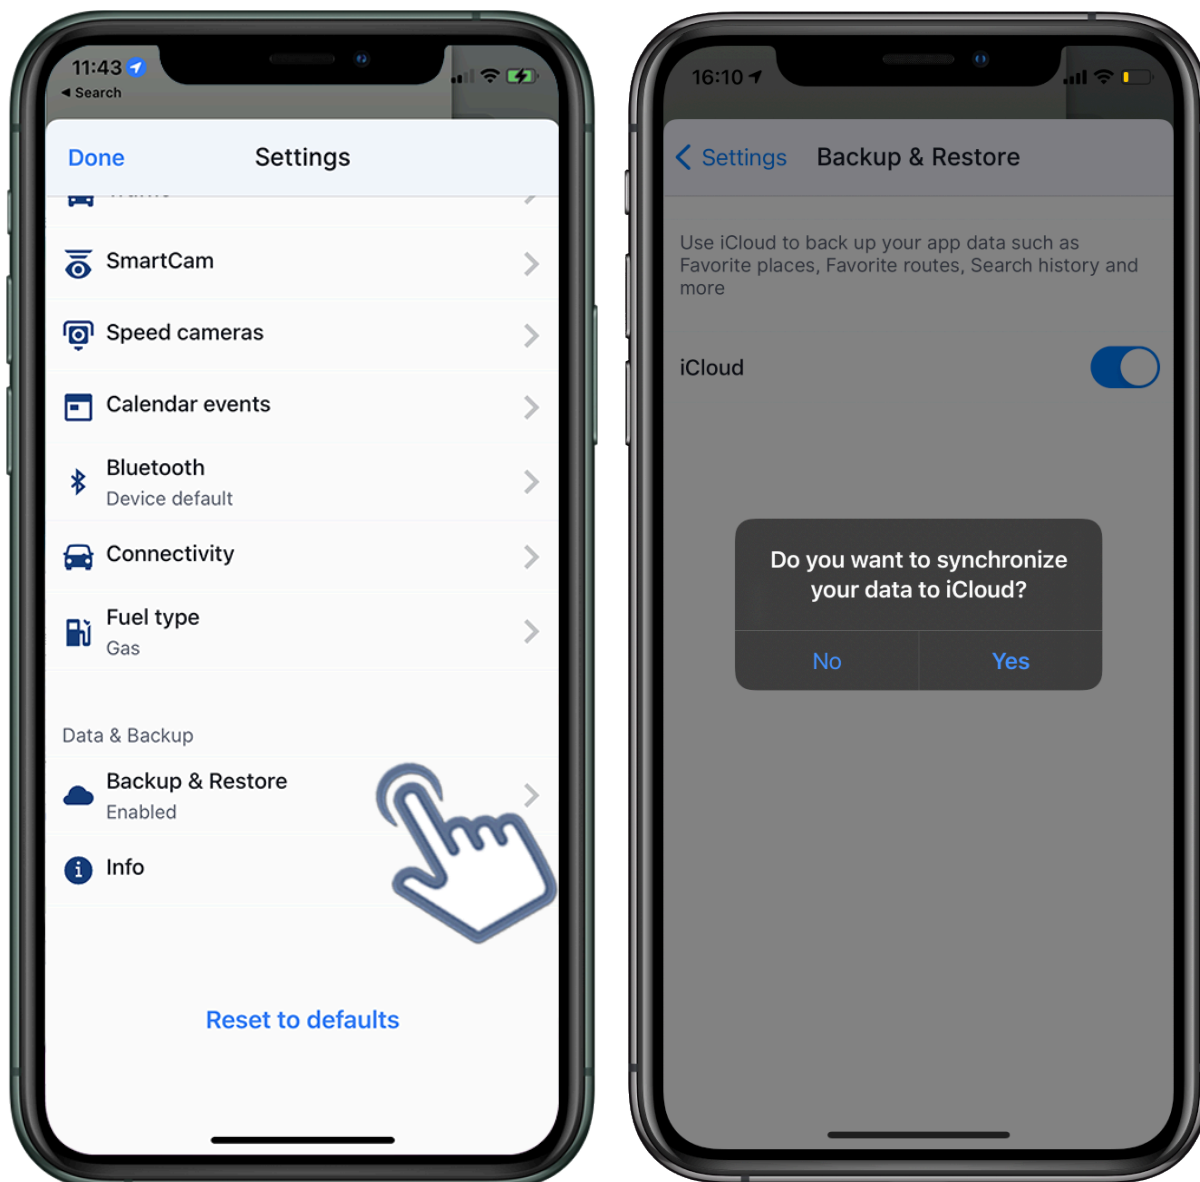 11:43
Search
Done
Settings
SmartCam
Speed cameras
Calendar events
Bluetooth
Device default
Connectivity
Fuel type
Gas
Data & Backup
Backup & Restore
Enabled
Info
Reset to defaults
16:10
Settings
Backup & Restore
Use iCloud to back up your app data such as
Favorite places, Favorite routes, Search history and
more
iCloud
Do you want to synchronize
your data to iCloud?
No
Yes